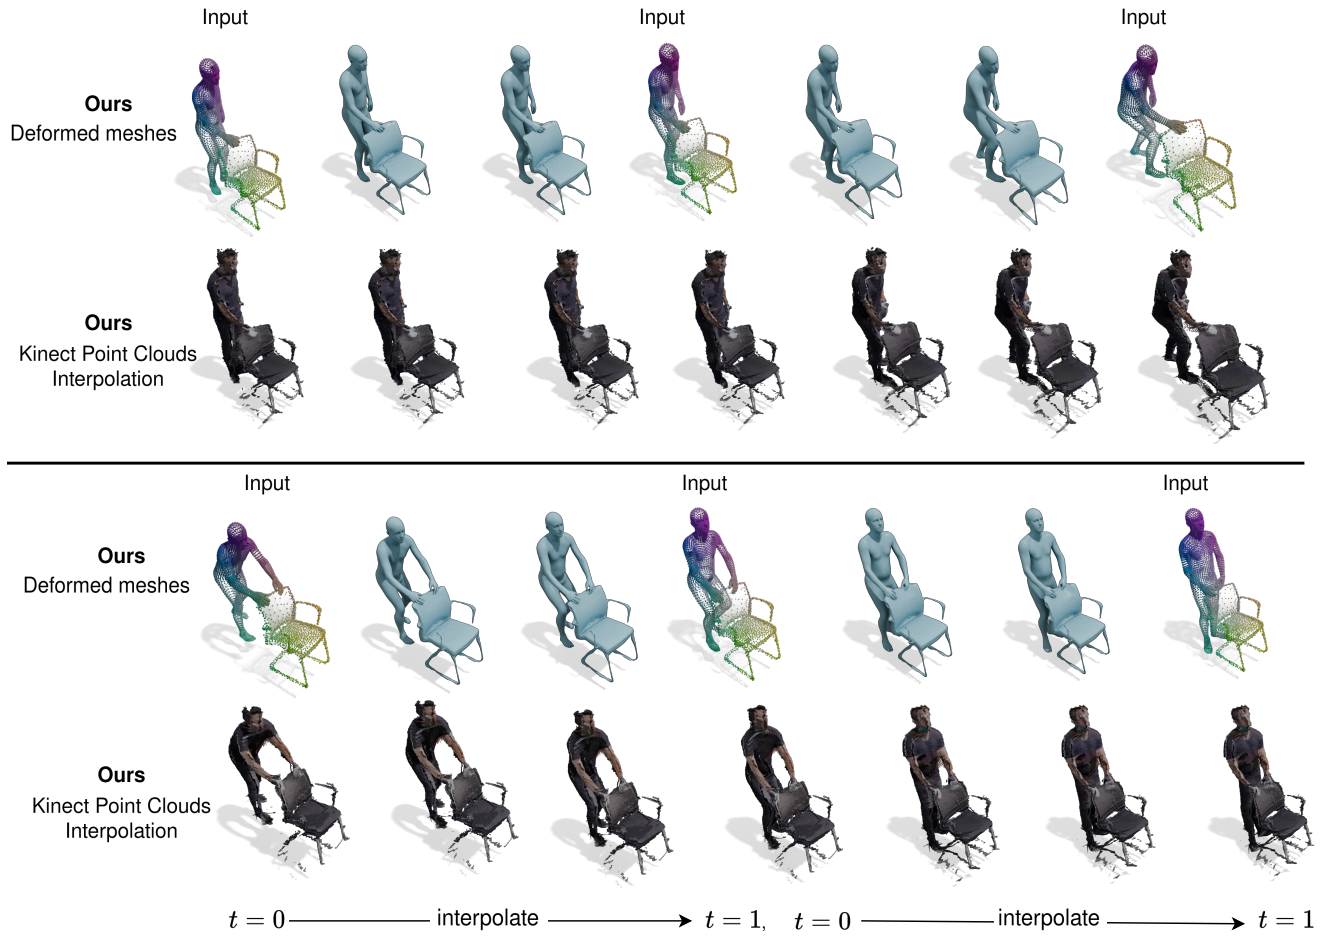 Input Input Input
Ours
Deformed meshes
Ours
Kinect Point Clouds
Interpolation
Input Input Input
Ours
Deformed meshes
Ours
Kinect Point Clouds
Interpolation
t = 0 interpolate t = 1, t = 0 interpolate t = 1